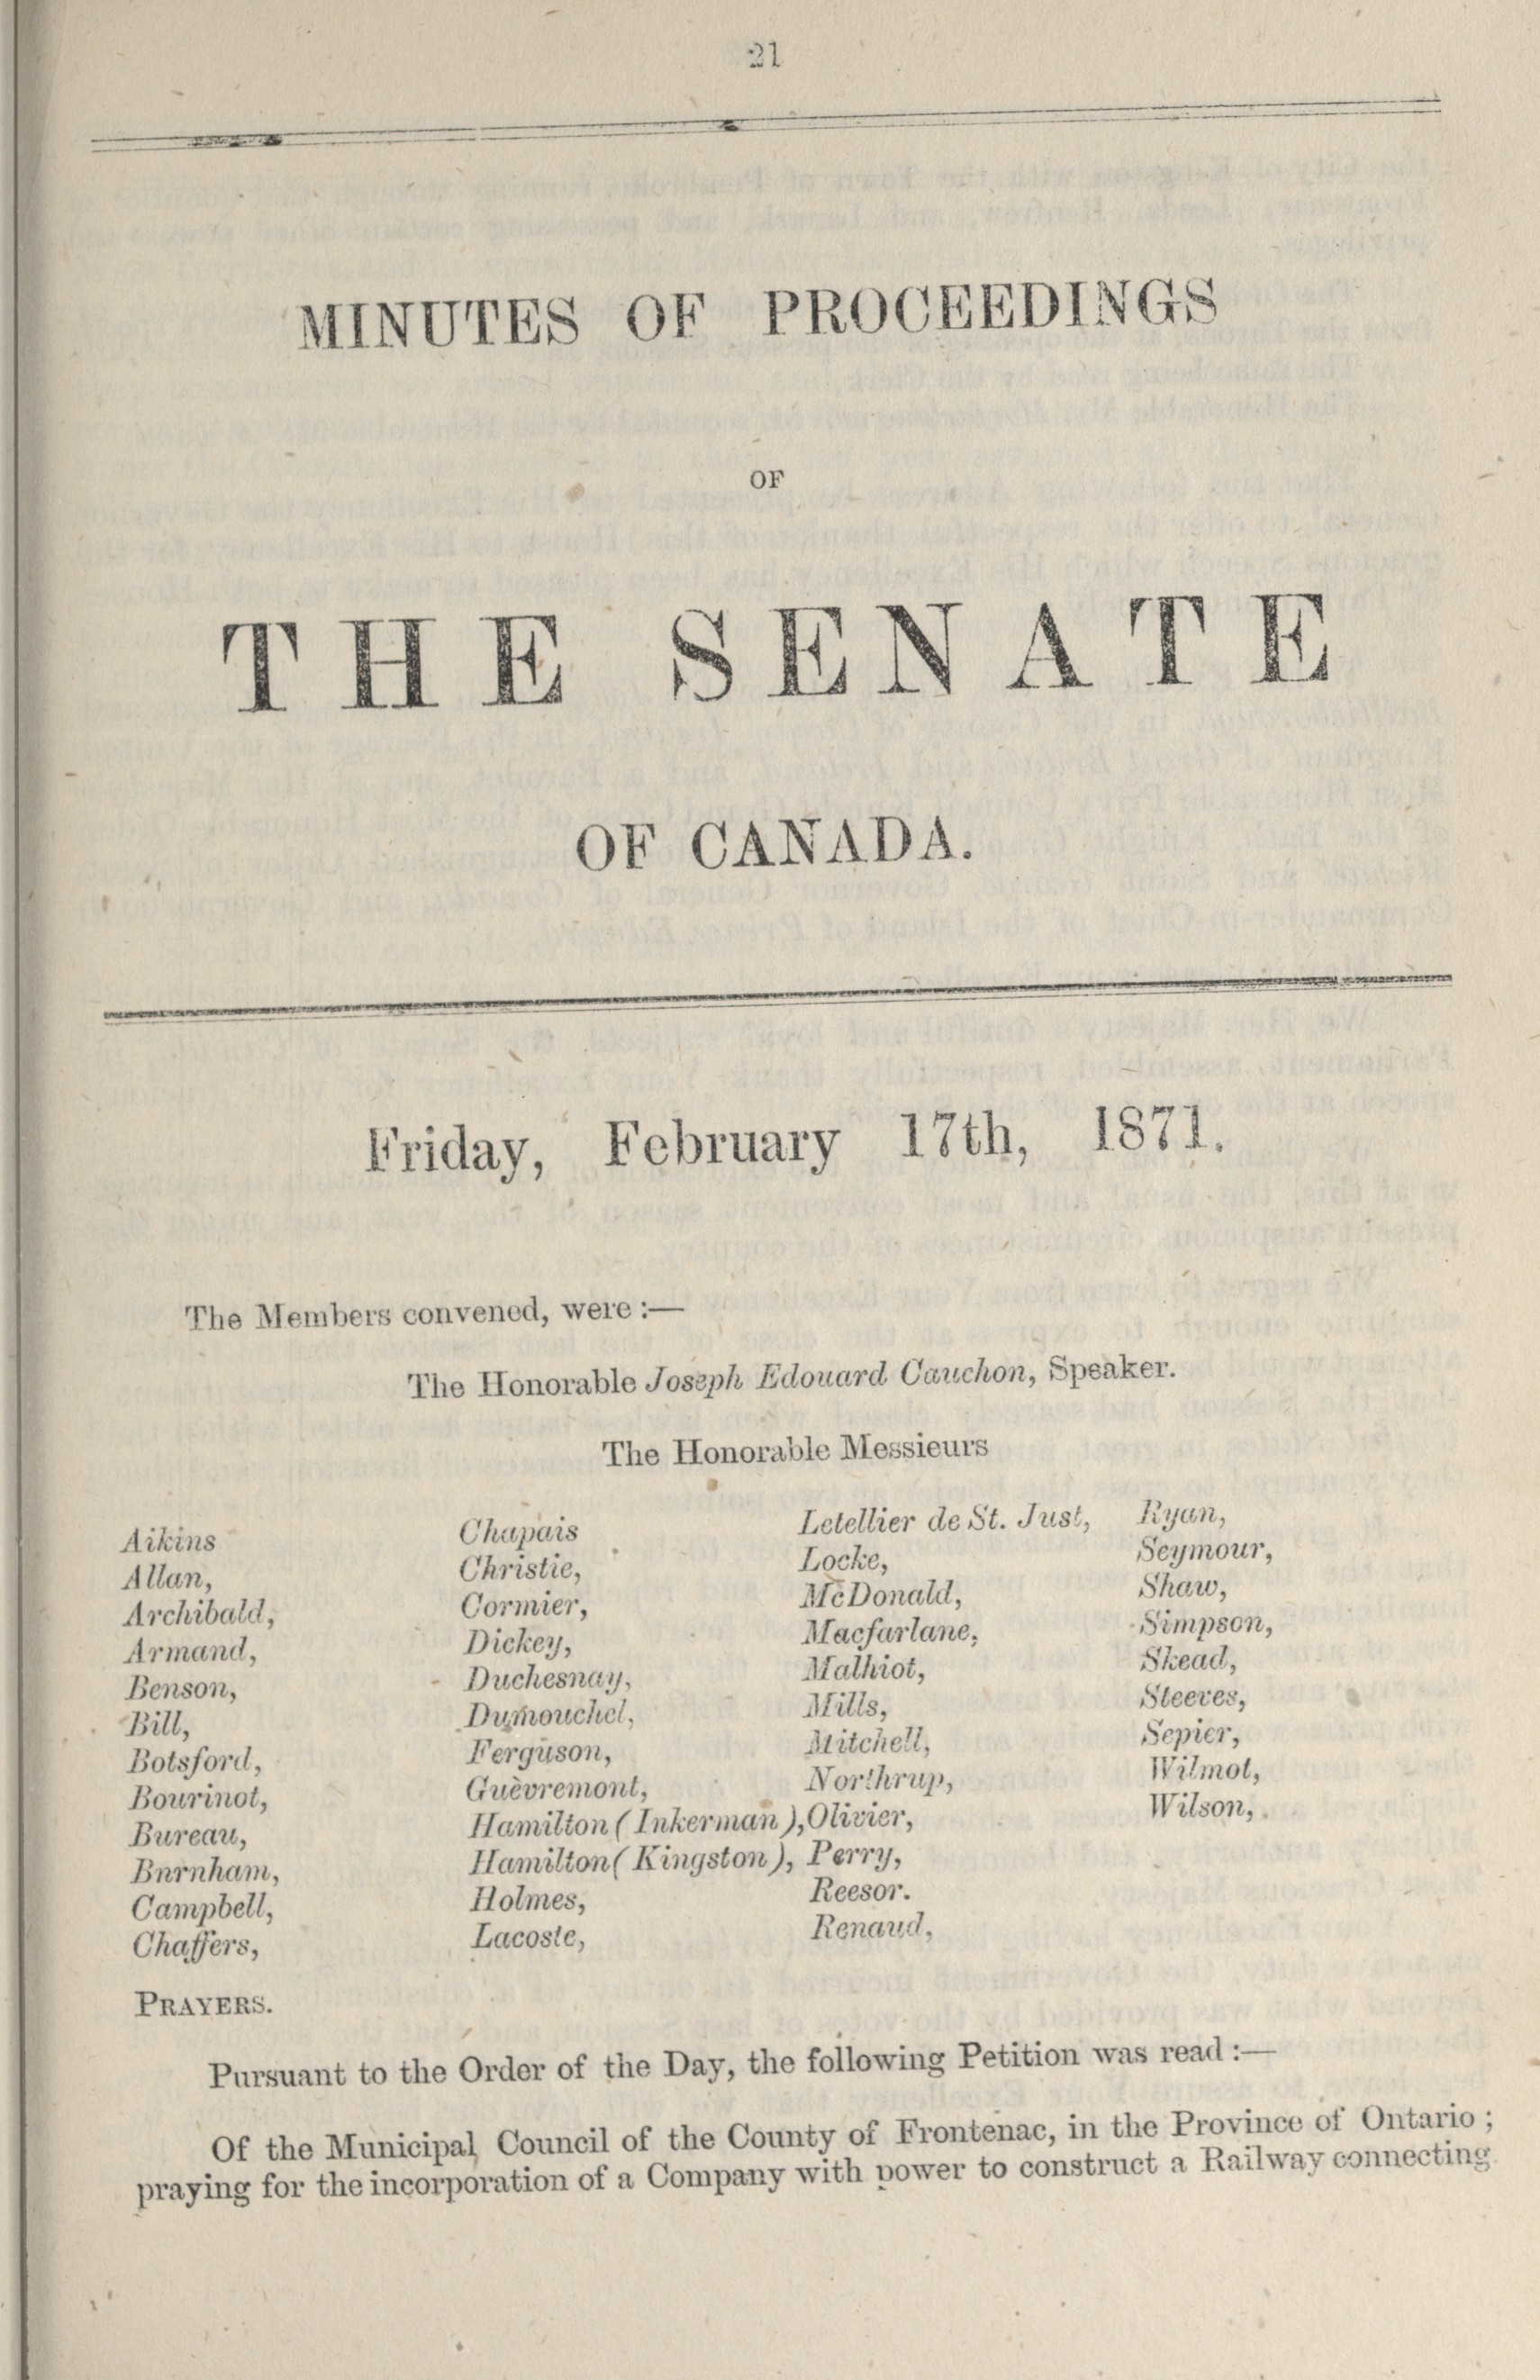 21
MINUTES OF PROCEEDINGS
OF
THE SENATE
OF CANADA.
Friday, February 17th, 1871.
The Members convened, were :—
The Honorable Joseph Edouard Cauchon, Speaker.
The Honorable Messieurs
Aikins
Allan,
Archibald,
Armand,
Benson,
Bill,
Botsford,
Bourinot,
Bureau,
Bnrnham,
Campbell,
Chaffers,
Chapais
Christie,
Cormier,
Dickey,
Duchesnay,
Dumouchel,
Ferguson,
Guèvremont,
Hamilton ( Inkerman ),
Hamilton( Kingston ),
Holmes,
Lacoste,
Letellier de St. Just,
Locke,
McDonald,
Macfarlane,
Malhiot,
Mills,
Mitchell,
Northrup,
Olivier,
Perry,
Reesor.
Renaud,
Ryan,
Seymour,
Shaw,
Simpson,
Skead,
Steeves,
Sepier,
Wilmot,
Wilson,
PRAYERS.
Pursuant to the Order of the Day, the following Petition was read :—
Of the Municipal Council of the County of Frontenac, in the Province of Ontario ;
praying for the incorporation of a Company with power to construct a Railway connecting